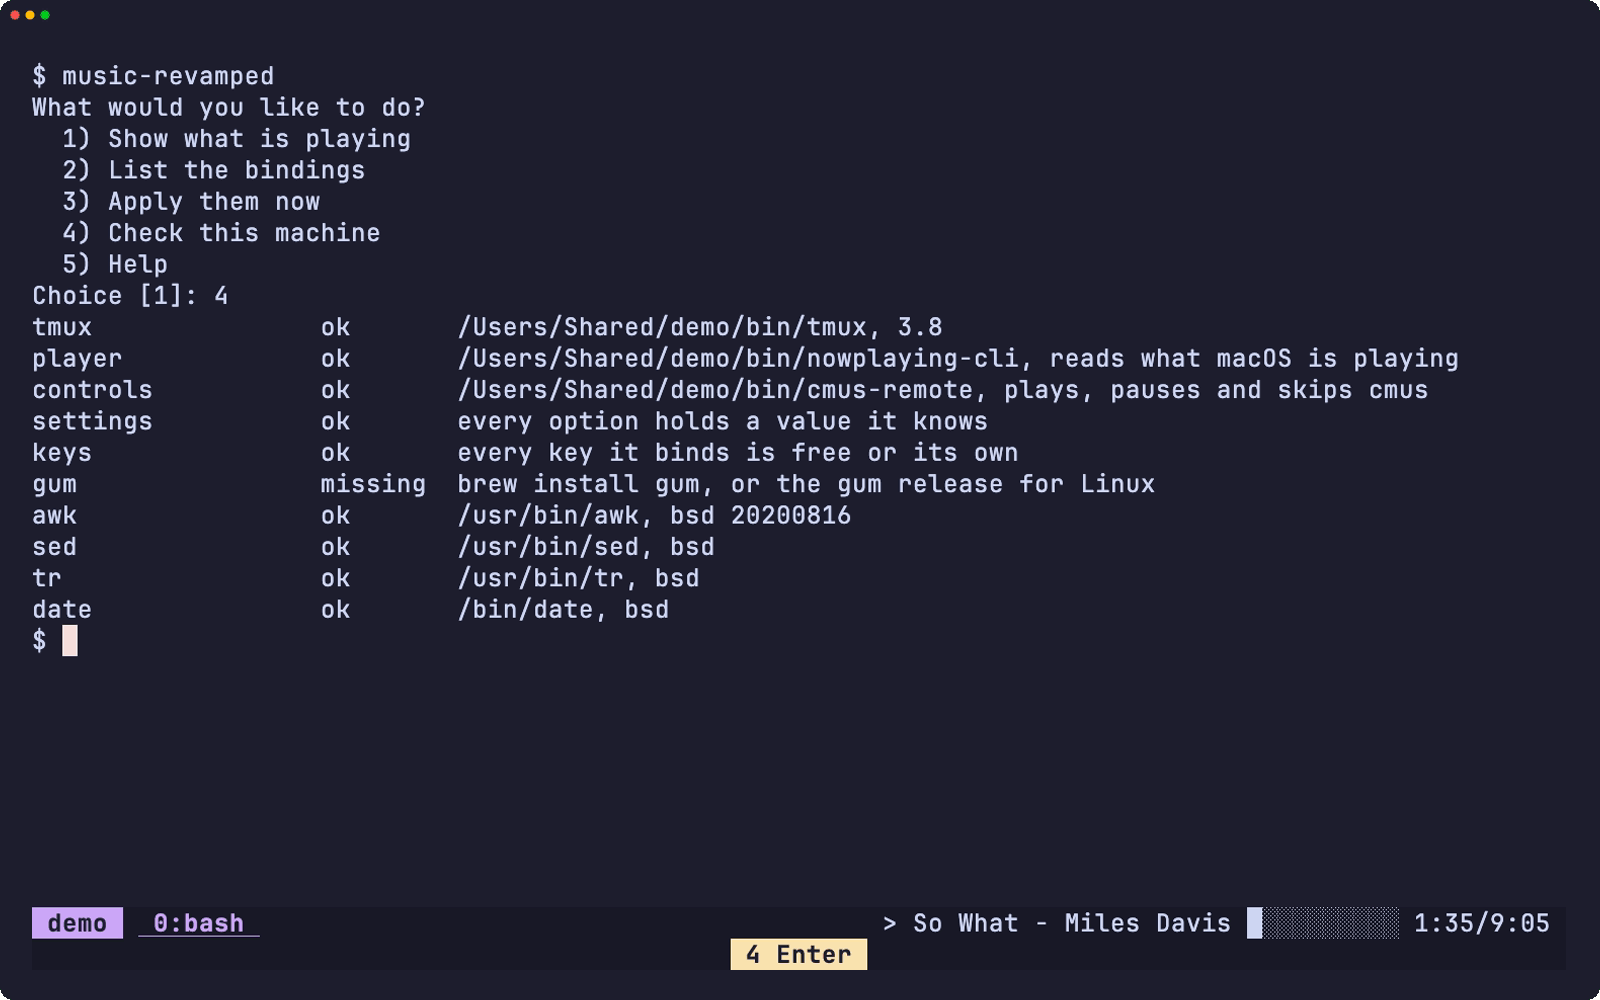 $ music-revamped
What would you like to do?
  1) Show what is playing
  2) List the bindings
  3) Apply them now
  4) Check this machine
  5) Help
Choice [1]: 4
tmux               ok       /Users/Shared/demo/bin/tmux, 3.8
player             ok       /Users/Shared/demo/bin/nowplaying-cli, reads what macOS is playing
controls           ok       /Users/Shared/demo/bin/cmus-remote, plays, pauses and skips cmus
settings           ok       every option holds a value it knows
keys               ok       every key it binds is free or its own
gum                missing  brew install gum, or the gum release for Linux
awk                ok       /usr/bin/awk, bsd 20200816
sed                ok       /usr/bin/sed, bsd
tr                 ok       /usr/bin/tr, bsd
date               ok       /bin/date, bsd
$
demo 0:bash > So What - Miles Davis 1:35/9:05
4 Enter